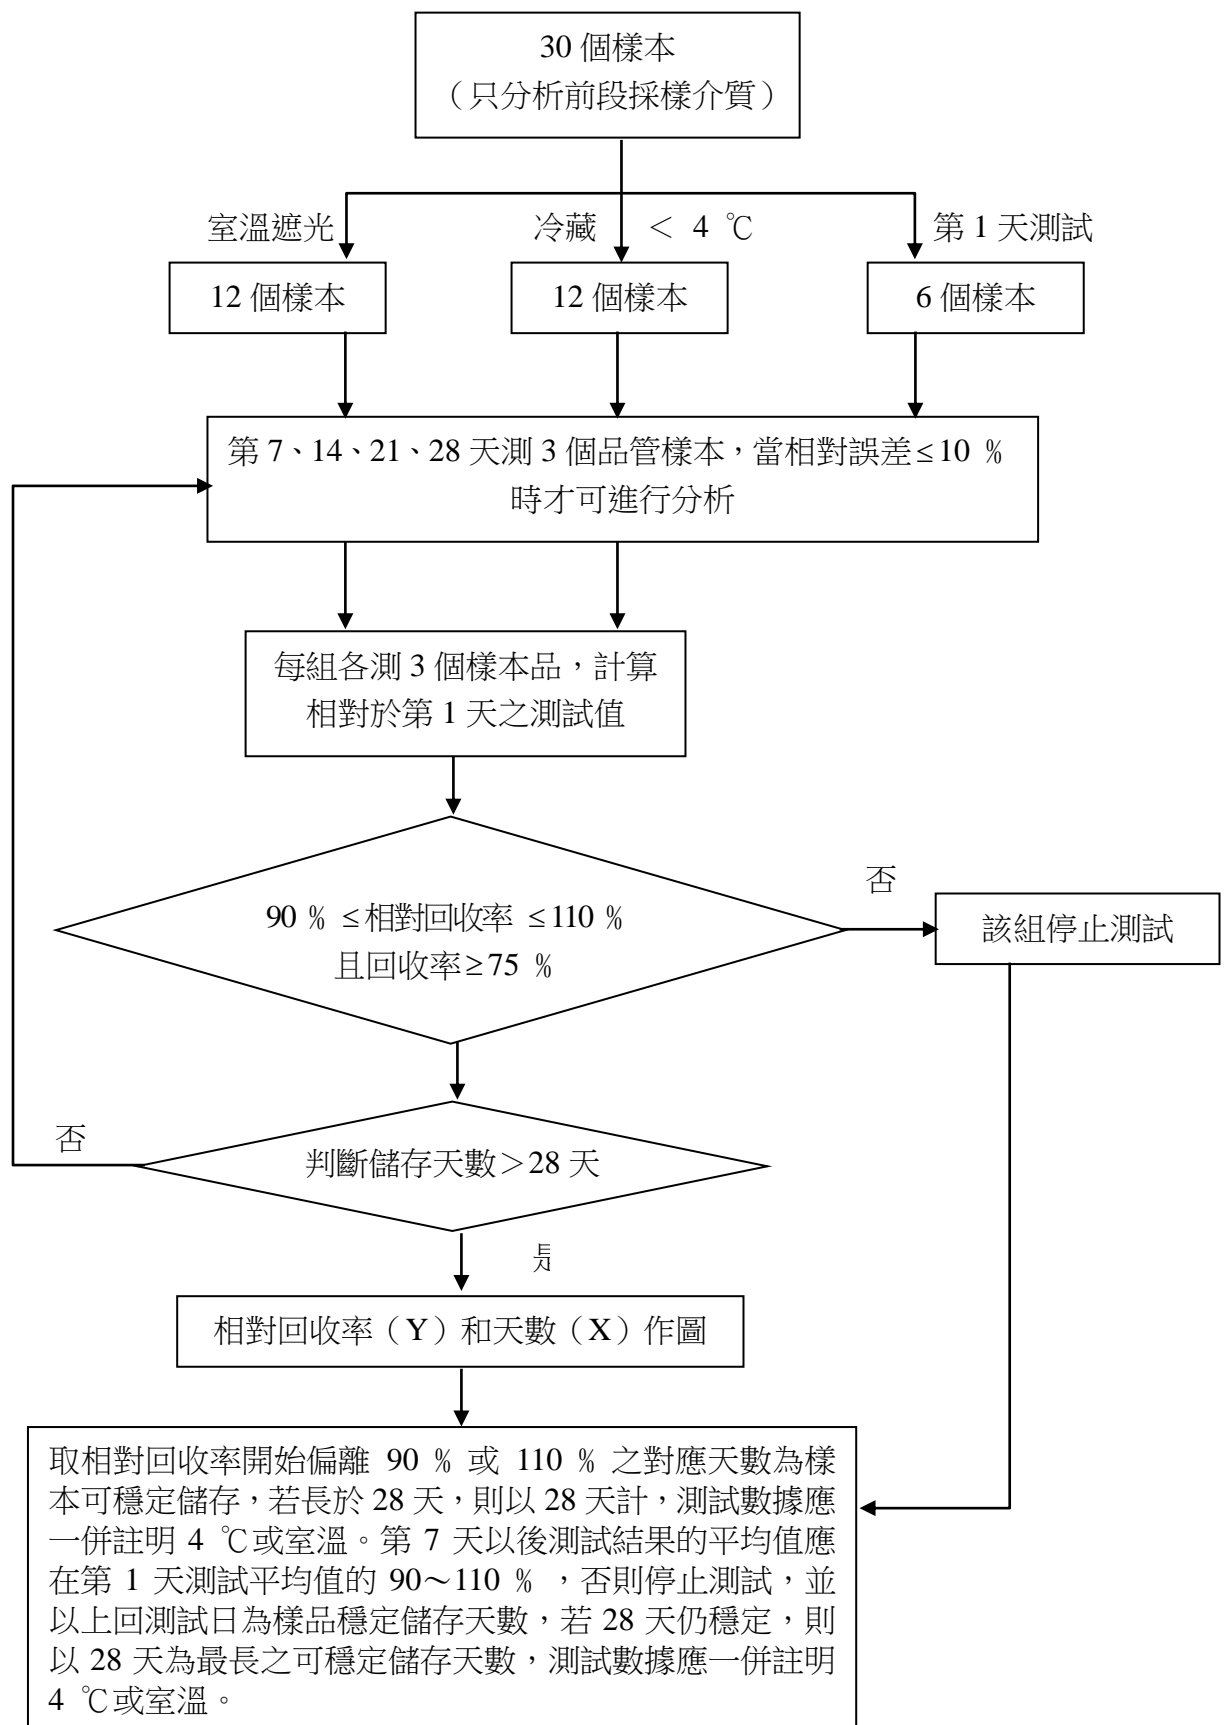 30 個樣本
（只分析前段採樣介質）
室溫遮光
冷藏 ＜ 4 ℃
第 1 天測試
12 個樣本
12 個樣本
6 個樣本
第 7、14、21、28 天測 3 個品管樣本，當相對誤差≤10 %
時才可進行分析
每組各測 3 個樣本品，計算
相對於第 1 天之測試值
90 % ≤相對回收率 ≤110 %
且回收率≥75 %
否
該組停止測試
否
判斷儲存天數＞28 天
是
相對回收率（Y）和天數（X）作圖
取相對回收率開始偏離 90 % 或 110 % 之對應天數為樣
本可穩定儲存，若長於 28 天，則以 28 天計，測試數據應
一併註明 4 ℃或室溫。第 7 天以後測試結果的平均值應
在第 1 天測試平均值的 90～110 % ，否則停止測試，並
以上回測試日為樣品穩定儲存天數，若 28 天仍穩定，則
以 28 天為最長之可穩定儲存天數，測試數據應一併註明
4 ℃或室溫。